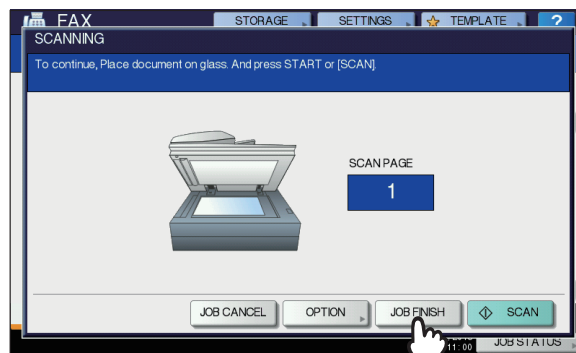 FAX STORAGE SETTINGS TEMPLATE ?
SCANNING
To continue, Place document on glass. And press START or [SCAN].
SCAN PAGE
1
JOB CANCEL OPTION JOB FINISH SCAN
11:00 JOB STATUS